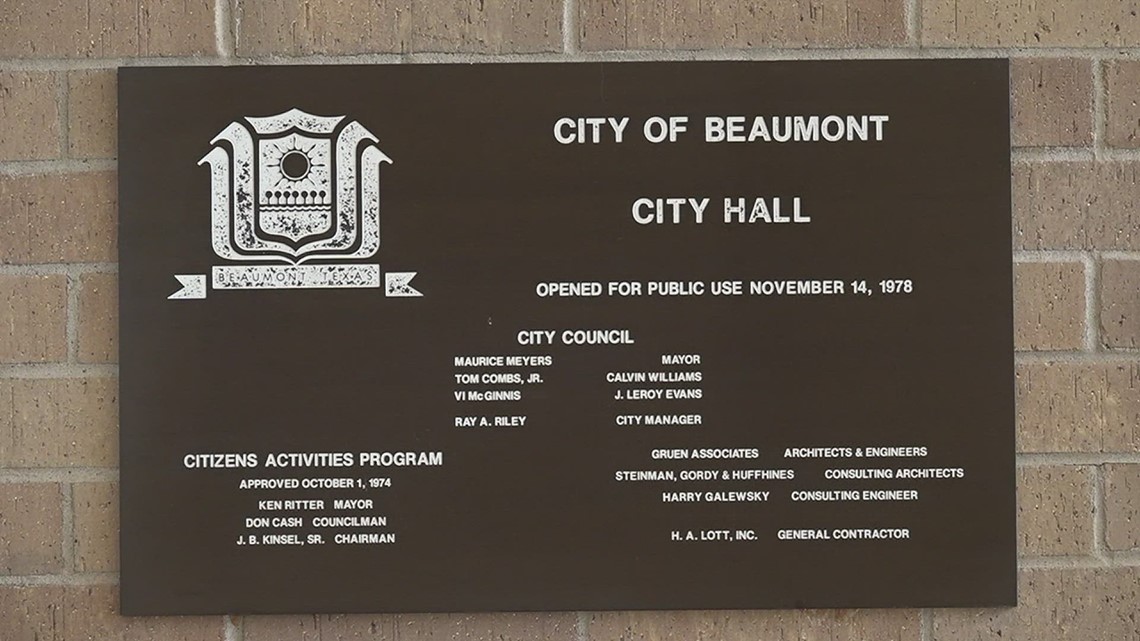 BEAUMONT TEXAS
CITY OF BEAUMONT
CITY HALL
OPENED FOR PUBLIC USE NOVEMBER 14, 1978
CITY COUNCIL
MAURICE MEYERS MAYOR
TOM COMBS, JR. CALVIN WILLIAMS
VI McGINNIS J. LEROY EVANS
RAY A. RILEY CITY MANAGER
CITIZENS ACTIVITIES PROGRAM
APPROVED OCTOBER 1, 1974
KEN RITTER MAYOR
DON CASH COUNCILMAN
J. B. KINSEL, SR. CHAIRMAN
GRUEN ASSOCIATES ARCHITECTS & ENGINEERS
STEINMAN, GORDY & HUFFHINES CONSULTING ARCHITECTS
HARRY GALEWSKY CONSULTING ENGINEER
H. A. LOTT, INC. GENERAL CONTRACTOR